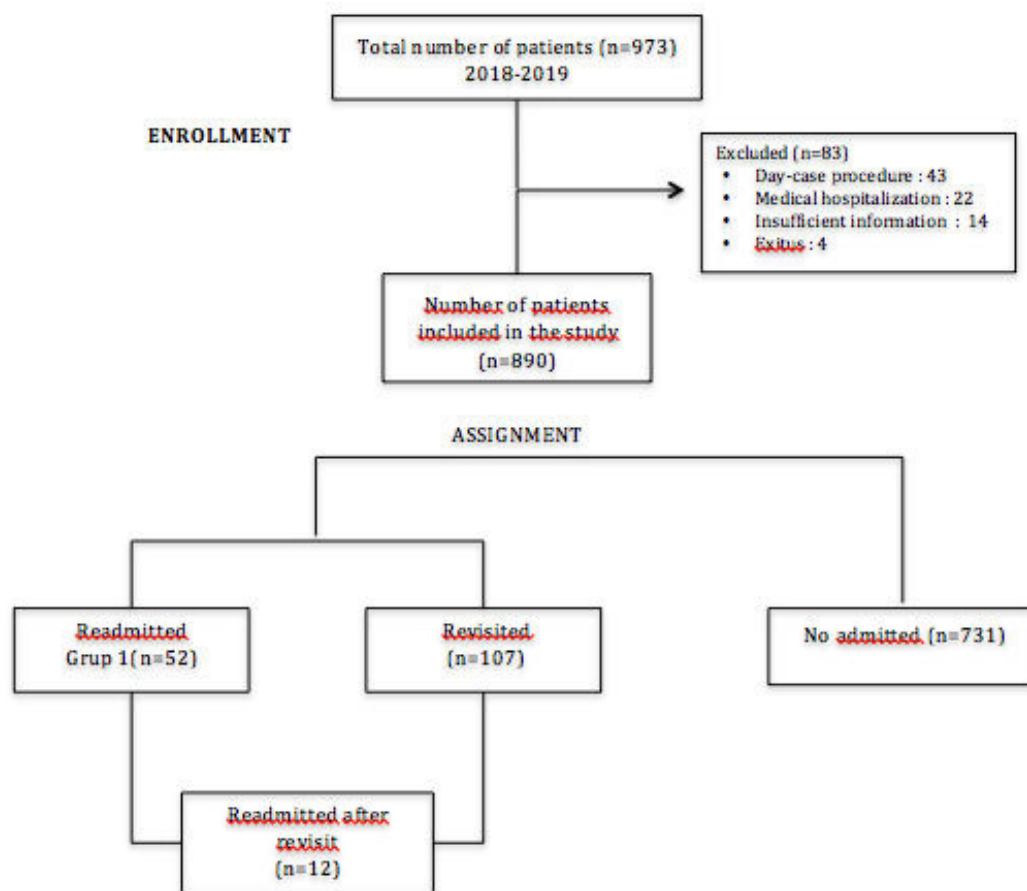 Total number of patients (n=973)
2018-2019
ENROLLMENT
Excluded (n=83)
• Day-case procedure : 43
• Medical hospitalization : 22
• Insufficient information : 14
• Exitus : 4
Number of patients
included in the study
(n=890)
ASSIGNMENT
Readmitted
Grup 1(n=52)
Revisited
(n=107)
No admitted (n=731)
Readmitted after
revisit
(n=12)